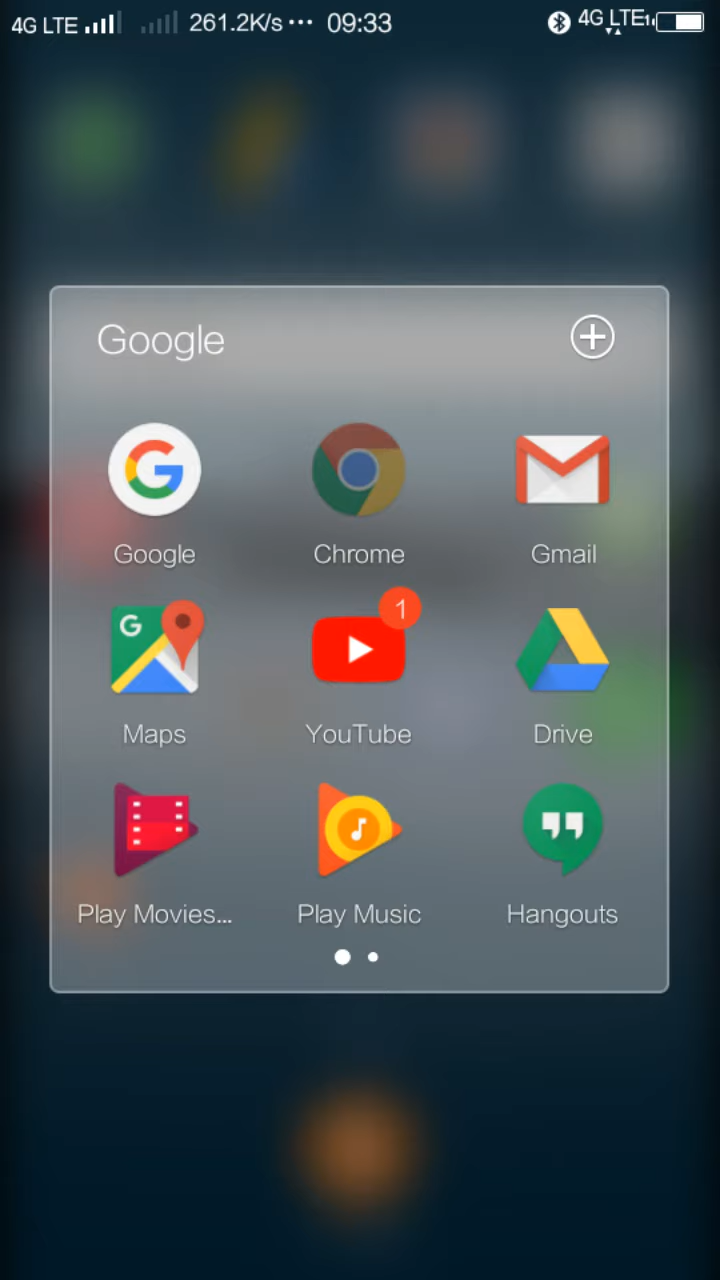 4G LTE 261.2K/s ··· 09:33 4G LTE
Google
Google Chrome Gmail
1
Maps YouTube Drive
Play Movies... Play Music Hangouts